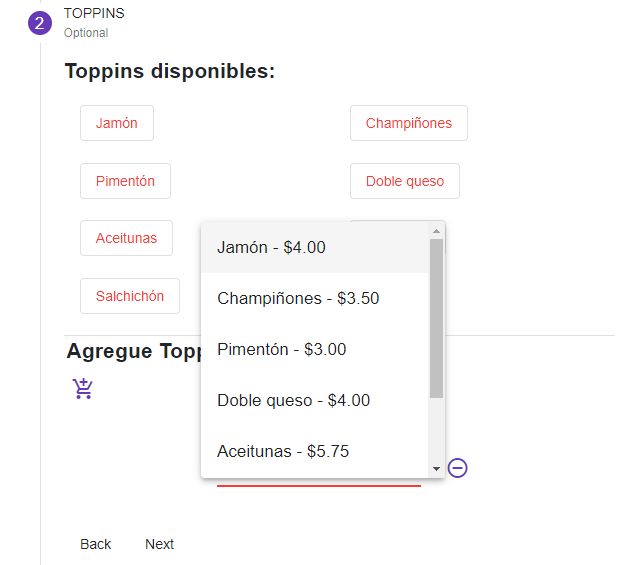 2
TOPPINS
Optional
Toppins disponibles:
Jamón
Champiñones
Pimentón
Doble queso
Aceitunas
Salchichón
Jamón - $4.00
Champiñones - $3.50
Pimentón - $3.00
Doble queso - $4.00
Aceitunas - $5.75
Agregue Topp
Back
Next